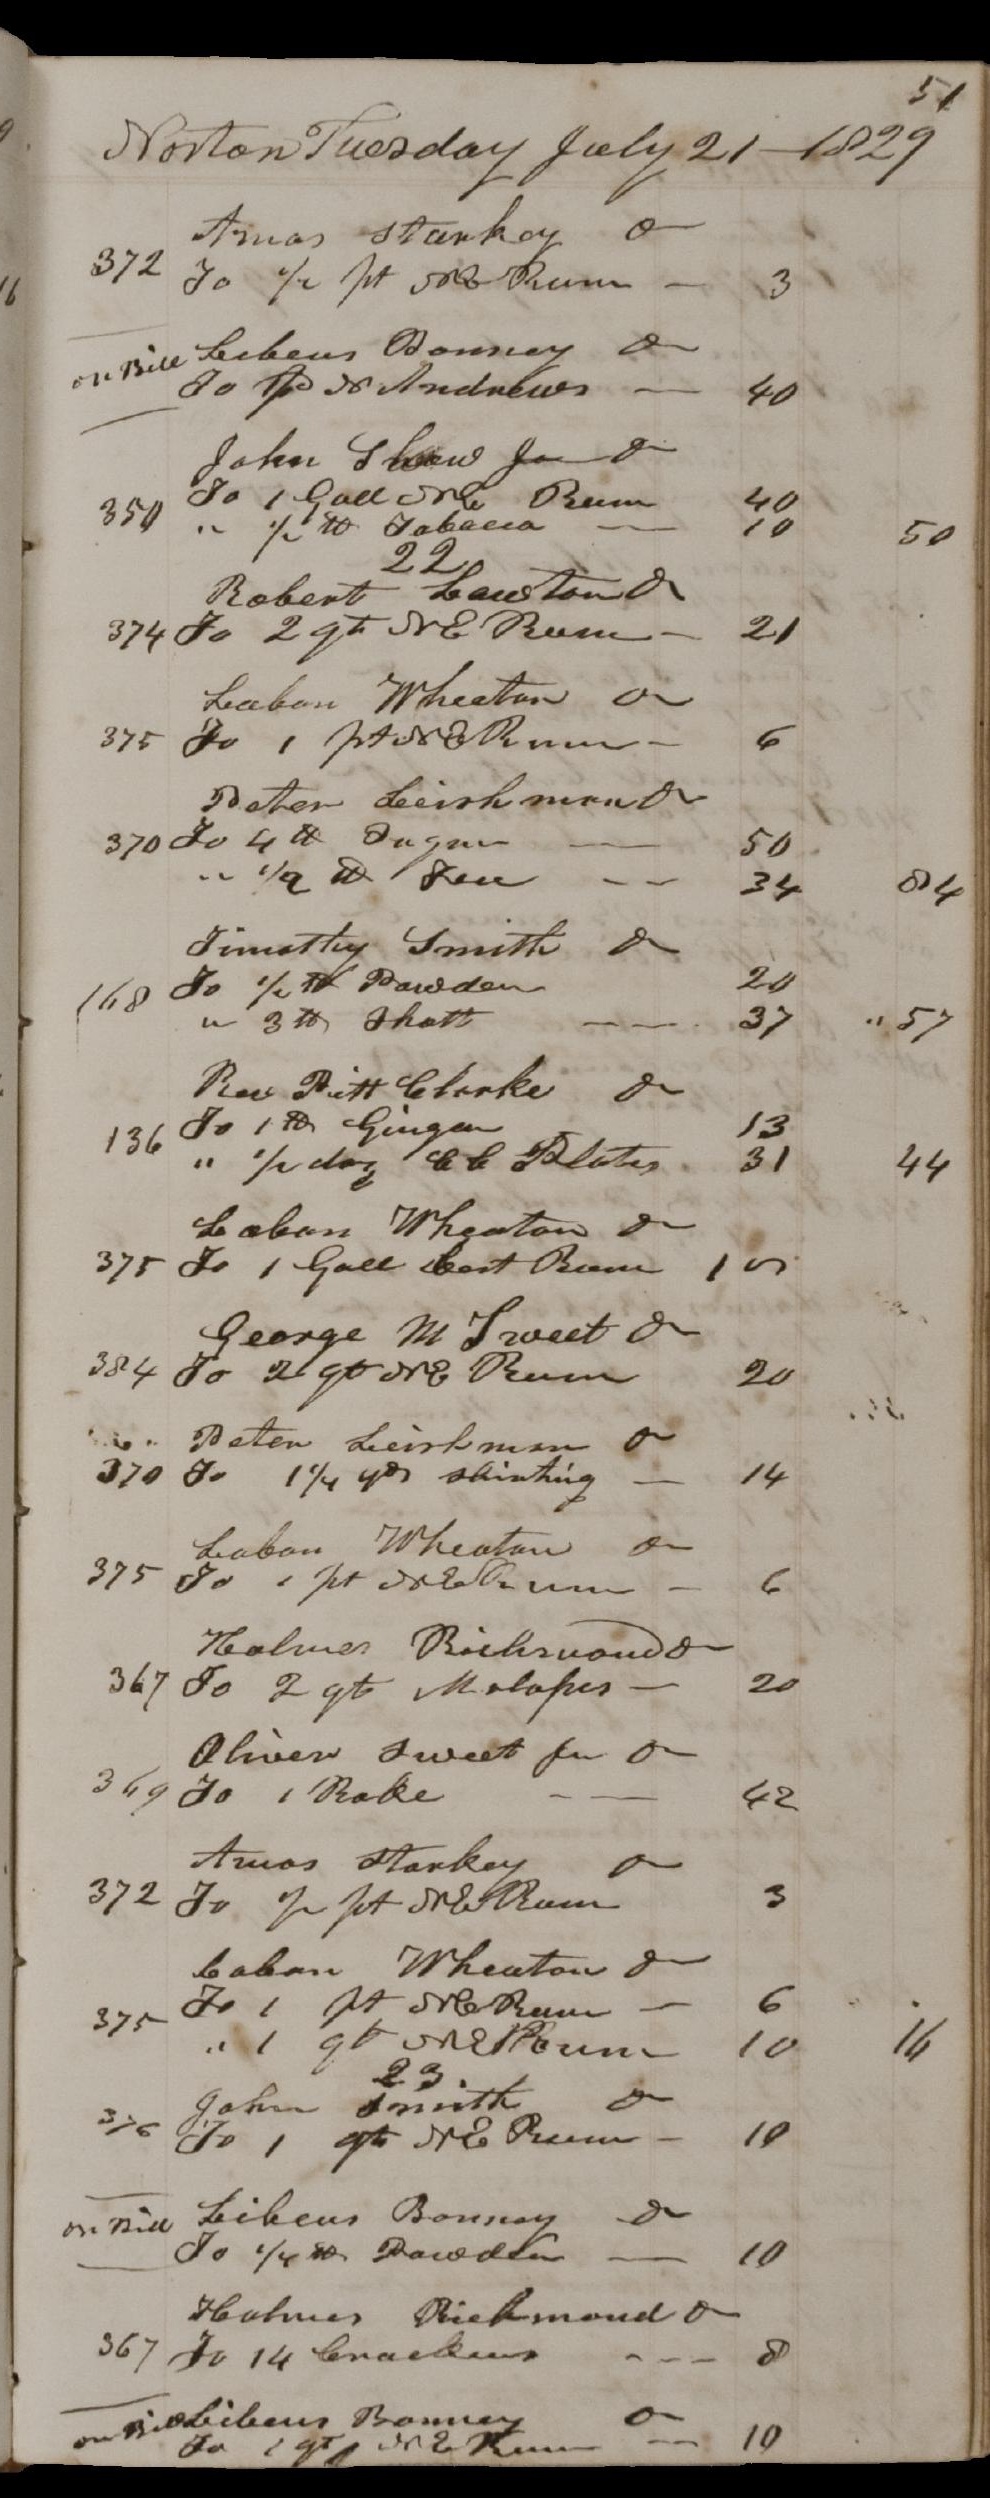 51
Norton Tuesday July 21 - 1829
Amos Starkey Dr
372 To 1/2 pt NE Rum - 3
on Bill Libeus Bonney Dr
To pd N Andrews - 40
John Shaw Jr Dr
350 To 1 Gall NE Rum 40
" 1/2 lb Tobacco - 10 50
22
Robert Lawton Dr
374 To 2 qts NE Rum - 21
Laban Wheaton Dr
375 To 1 pt NE Rum - 6
Peter Leishman Dr
370 To 4 lb Sugar - 50
" 1/2 lb Tea - - 34 84
Timothy Smith Dr
168 To 1/2 lb Powder 20
" 3 lb Shott - - 37 " 57
Rev Pitt Clarke Dr
136 To 1 lb Ginger 13
" 1/2 doz CC Plates 31 44
Laban Wheaton Dr
375 To 1 Gall best Rum 1
George M Sweet Dr
384 To 2 qts NE Rum 20
Peter Leishman Dr
370 To 1 1/4 yds shirting - 14
Laban Wheaton Dr
375 To 1 pt NE Rum - 6
Holmes Richmond Dr
367 To 2 qts Molasses - 20
Oliver Sweet Jr Dr
369 To 1 Rake - - 42
Amos Starkey Dr
372 To 1/2 pt NE Rum 3
Laban Wheaton Dr
375 To 1 pt NE Rum - 6
" 1 qt NE Rum 10 16
23.
John Smith Dr
376 To 1 qt NE Rum - 10
on Bill Libeus Bonney Dr
To 1/4 lb Powder - 10
Holmes Richmond Dr
367 To 14 Crackers - - - 8
on Bill Libeus Bonney Dr
To 1 qt NE Rum - 10